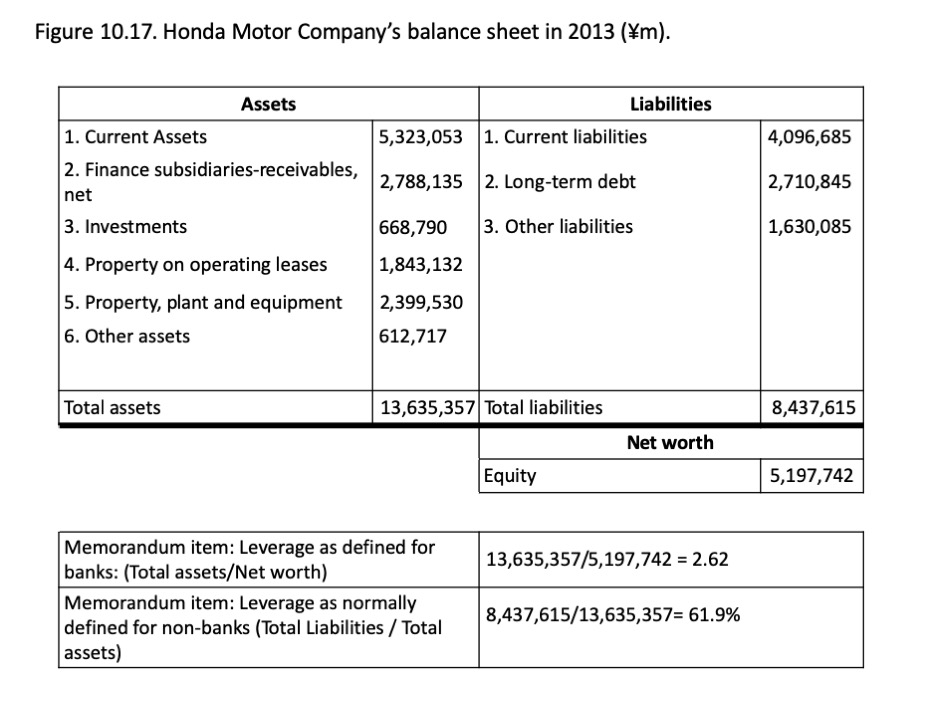 Figure 10.17. Honda Motor Company’s balance sheet in 2013 (¥m).
Assets Liabilities
1. Current Assets 5,323,053 1. Current liabilities 4,096,685
2. Finance subsidiaries-receivables,
net 2,788,135 2. Long-term debt 2,710,845
3. Investments 668,790 3. Other liabilities 1,630,085
4. Property on operating leases 1,843,132
5. Property, plant and equipment 2,399,530
6. Other assets 612,717
Total assets 13,635,357 Total liabilities 8,437,615
Net worth
Equity 5,197,742
Memorandum item: Leverage as defined for
banks: (Total assets/Net worth)
13,635,357/5,197,742 = 2.62
Memorandum item: Leverage as normally
defined for non-banks (Total Liabilities / Total
assets)
8,437,615/13,635,357= 61.9%